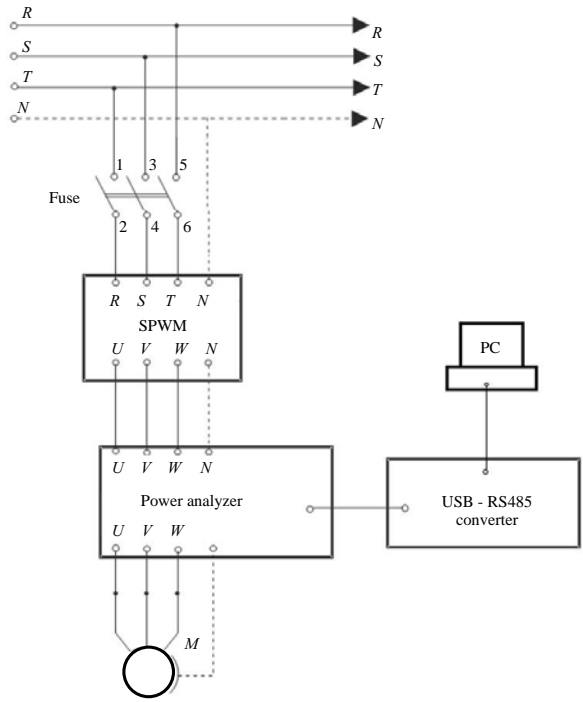 R
R
S
S
T
T
N
N
1 3 5
Fuse
2 4 6
R S T N
SPWM
U V W N
PC
U V W N
Power analyzer
USB - RS485
converter
U V W
M